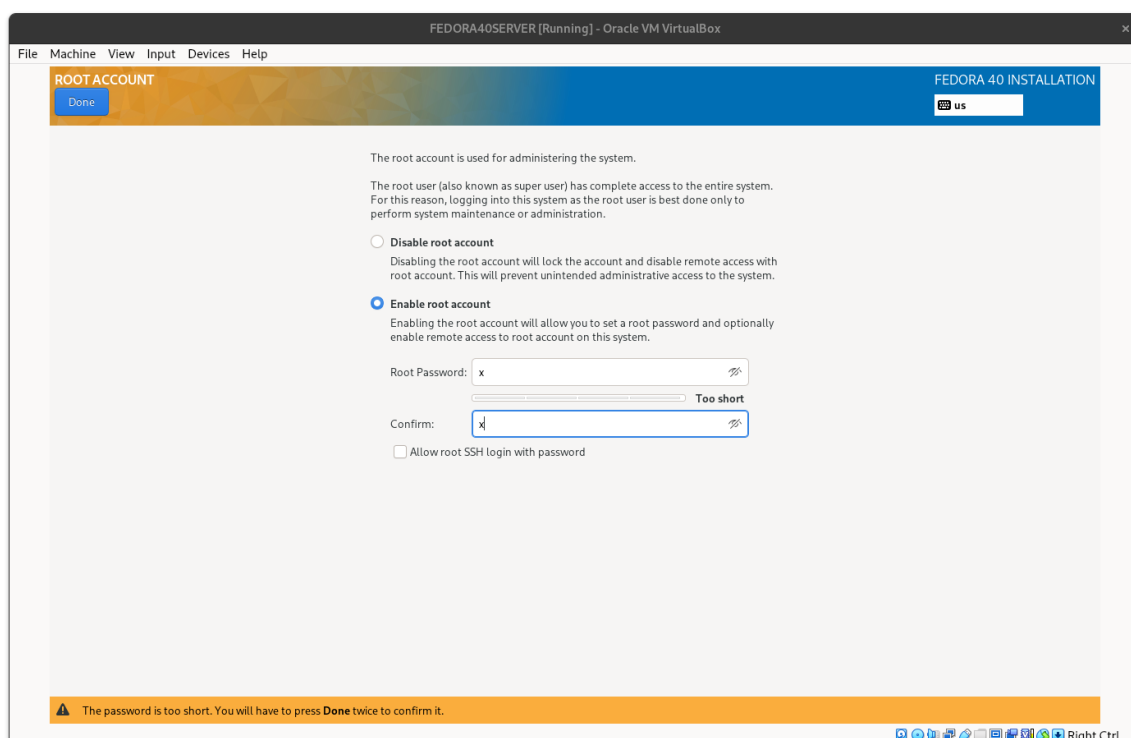 FEDORA40SERVER [Running] - Oracle VM VirtualBox
File Machine View Input Devices Help
ROOT ACCOUNT
FEDORA 40 INSTALLATION
Done
us
The root account is used for administering the system.
The root user (also known as super user) has complete access to the entire system.
For this reason, logging into this system as the root user is best done only to
perform system maintenance or administration.
Disable root account
Disabling the root account will lock the account and disable remote access with
root account. This will prevent unintended administrative access to the system.
Enable root account
Enabling the root account will allow you to set a root password and optionally
enable remote access to root account on this system.
Root Password: x
Too short
Confirm: x
Allow root SSH login with password
The password is too short. You will have to press Done twice to confirm it.
Right Ctrl